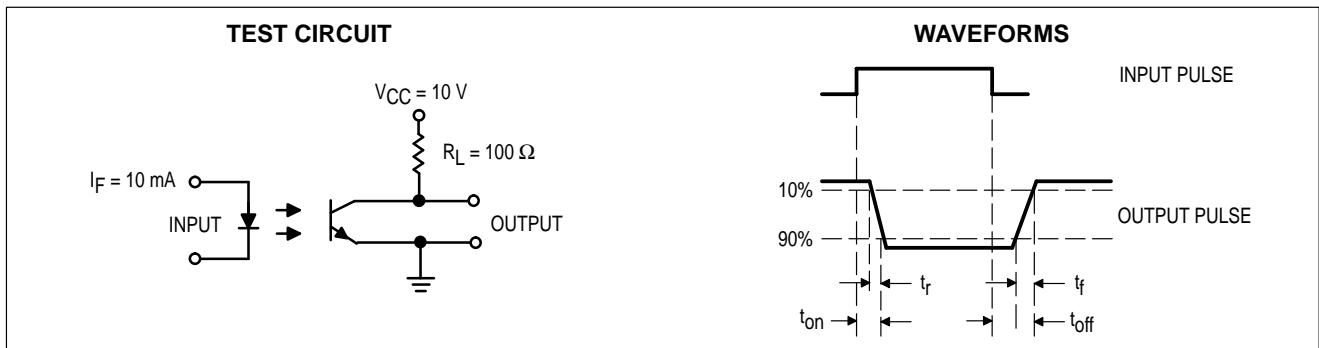 TEST CIRCUIT
VCC = 10 V
RL = 100 Ω
IF = 10 mA
INPUT
OUTPUT
WAVEFORMS
INPUT PULSE
10%
OUTPUT PULSE
90%
tr
tf
ton
toff